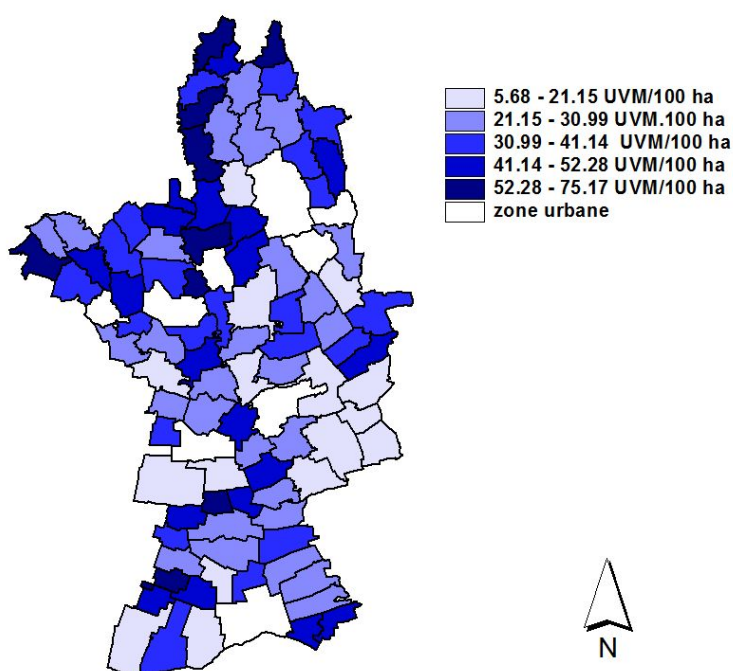 5.68 - 21.15 UVM/100 ha
21.15 - 30.99 UVM.100 ha
30.99 - 41.14 UVM/100 ha
41.14 - 52.28 UVM/100 ha
52.28 - 75.17 UVM/100 ha
zone urbane
N